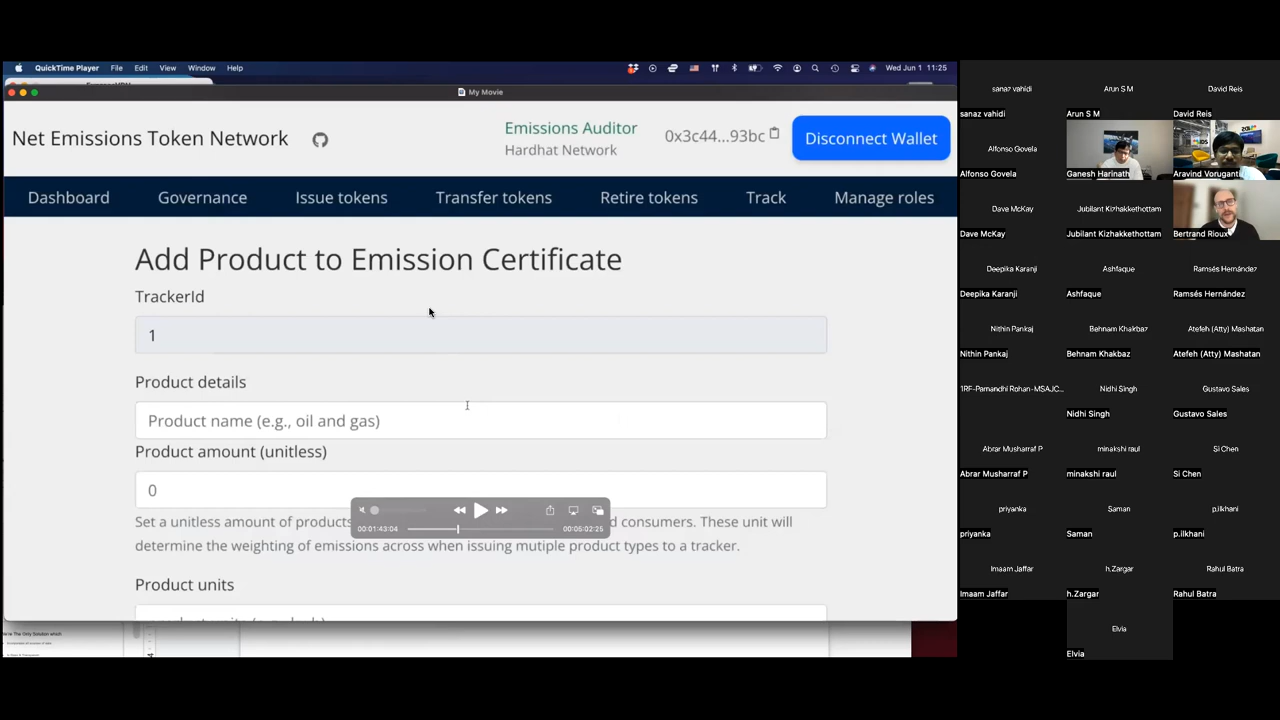 QuickTime Player File Edit View Window Help
Wed Jun 1 11:25
My Movie
Net Emissions Token Network
Emissions Auditor
Hardhat Network
0x3c44...93bc
Disconnect Wallet
Dashboard Governance Issue tokens Transfer tokens Retire tokens Track Manage roles
Add Product to Emission Certificate
TrackerId
1
Product details
Product name (e.g., oil and gas)
Product amount (unitless)
0
00:01:43:04
00:05:02:25
Set a unitless amount of products
d consumers. These unit will
determine the weighting of emissions across when issuing mutiple product types to a tracker.
Product units
sanaz vahidi Arun S M David Reis
sanaz vahidi Arun S M David Reis
Alfonso Govela
Alfonso Govela Ganesh Harinath Aravind Voruganti
Dave McKay Jubilant Kizhakkethottam
Dave McKay Jubilant Kizhakkethottam Bertrand Rioux
Deepika Karanji Ashfaque Ramsés Hernández
Deepika Karanji Ashfaque Ramsés Hernández
Nithin Pankaj Behnam Khakbaz Atefeh (Atty) Mashatan
Nithin Pankaj Behnam Khakbaz Atefeh (Atty) Mashatan
1RF-Pamandhi Rohan-MSAJC... Nidhi Singh Gustavo Sales
Nidhi Singh Gustavo Sales
Abrar Musharraf P minakshi raul Si Chen
Abrar Musharraf P minakshi raul Si Chen
priyanka Saman p.ilkhani
priyanka Saman p.ilkhani
Imaam Jaffar h.Zargar Rahul Batra
Imaam Jaffar h.Zargar Rahul Batra
Elvia
Elvia